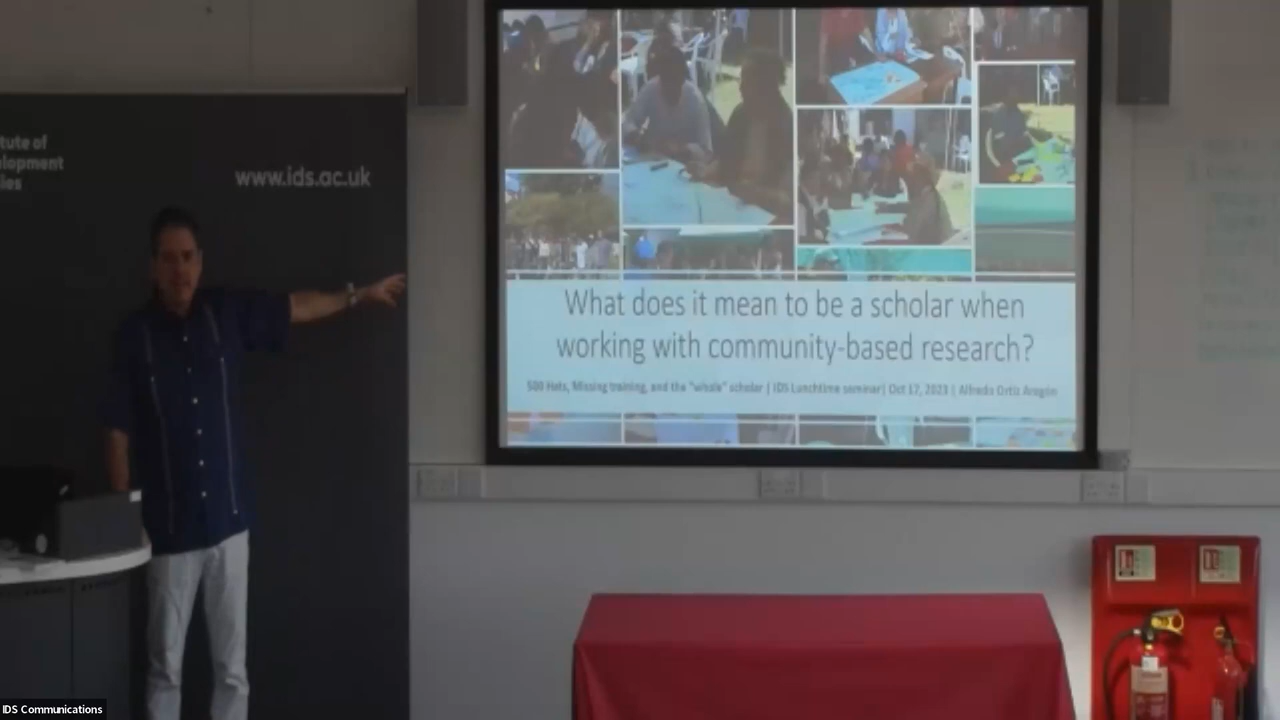 tute of
lopment
ies
www.ids.ac.uk
What does it mean to be a scholar when
working with community-based research?
500 Hats, Missing training, and the "whole" scholar | IDS Lunchtime seminar| Oct 17, 2023 | Alfredo Ortiz Aragón
IDS Communications